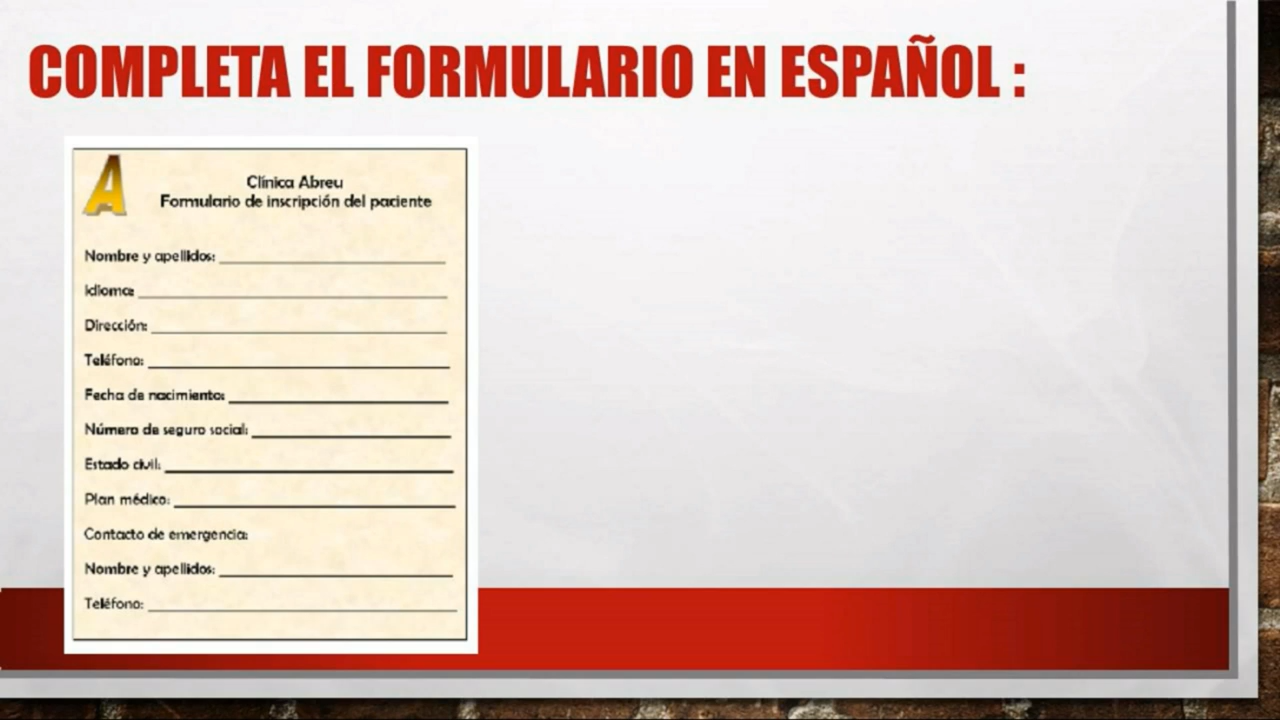 COMPLETA EL FORMULARIO EN ESPAÑOL :
A
Clínica Abreu
Formulario de inscripción del paciente
Nombre y apellidos:
Idioma:
Dirección:
Teléfono:
Fecha de nacimiento:
Número de seguro social:
Estado civil:
Plan médico:
Contacto de emergencia:
Nombre y apellidos:
Teléfono: